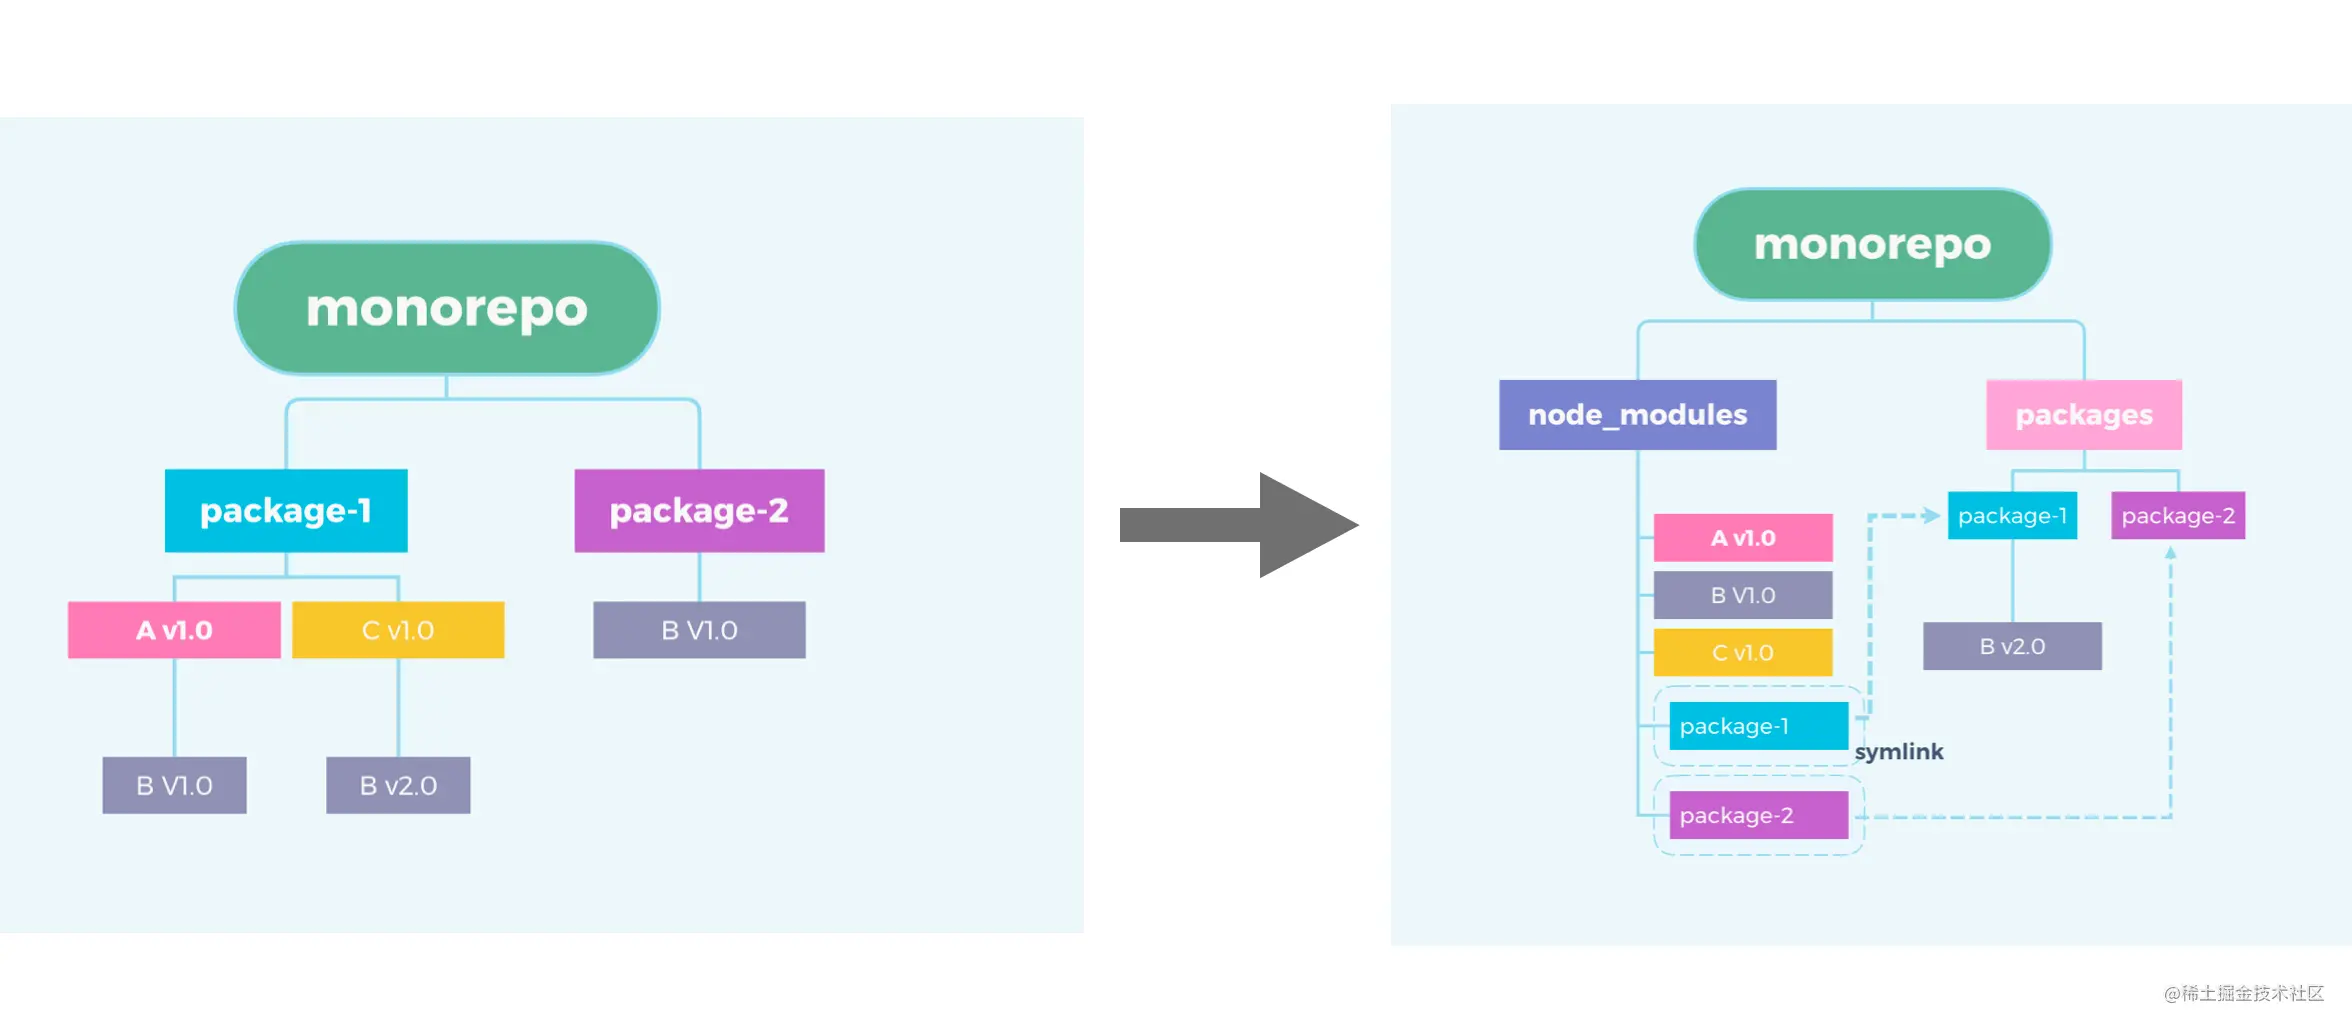 monorepo
package-1
package-2
A v1.0
C v1.0
B V1.0
B V1.0
B v2.0
monorepo
node_modules
packages
package-1
package-2
A v1.0
B V1.0
C v1.0
B v2.0
package-1
symlink
package-2
@稀土掘金技术社区